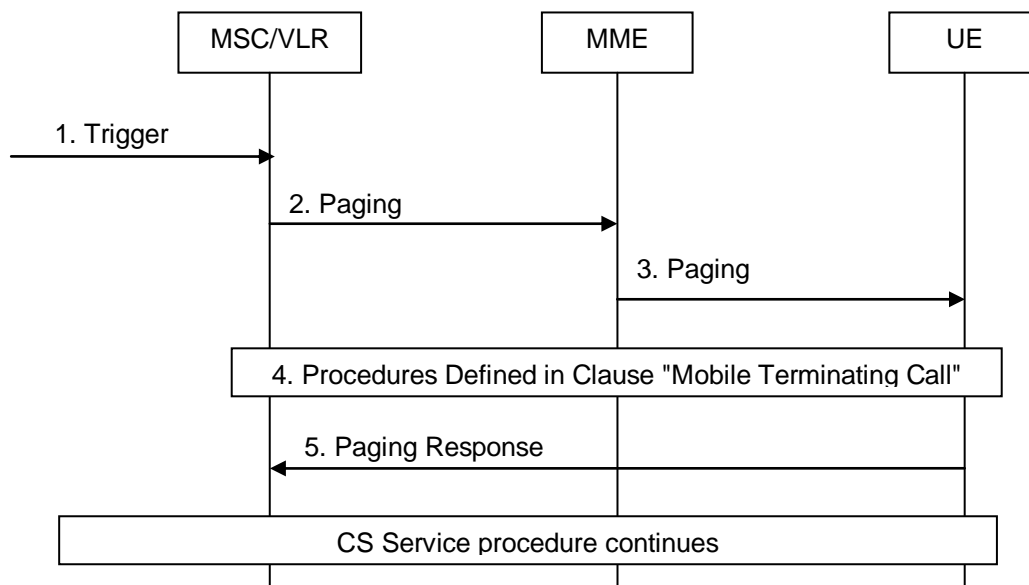 MSC/VLR
MME
UE
1. Trigger
2. Paging
3. Paging
4. Procedures Defined in Clause "Mobile Terminating Call"
5. Paging Response
CS Service procedure continues